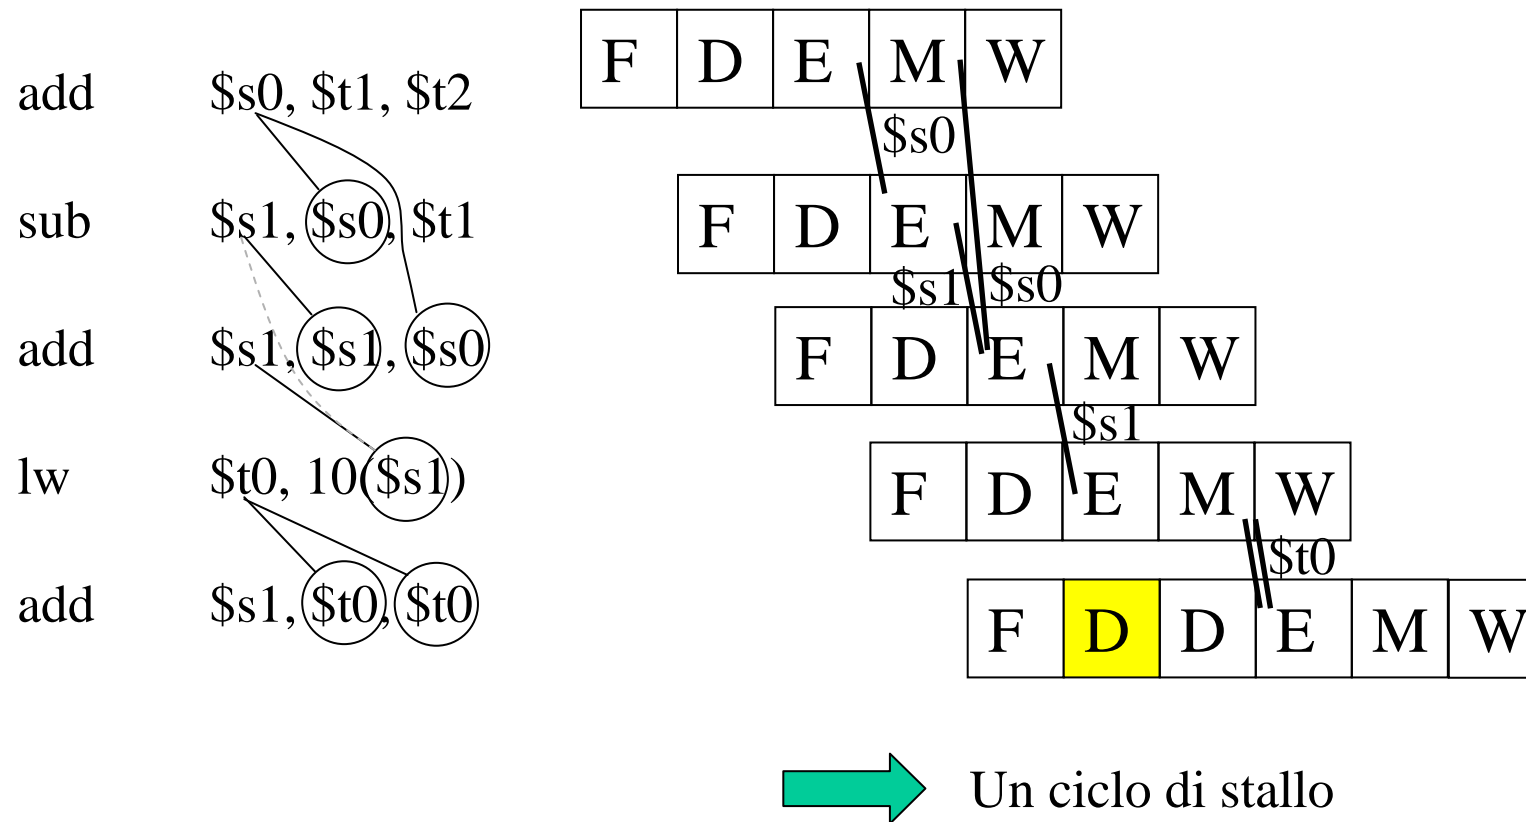 add $s0, $t1, $t2 F D E M W
$s0
sub $s1, $s0, $t1 F D E M W
$s1 $s0
add $s1, $s1, $s0 F D E M W
$s1
lw $t0, 10($s1) F D E M W
$t0
add $s1, $t0, $t0 F D D E M W
Un ciclo di stallo